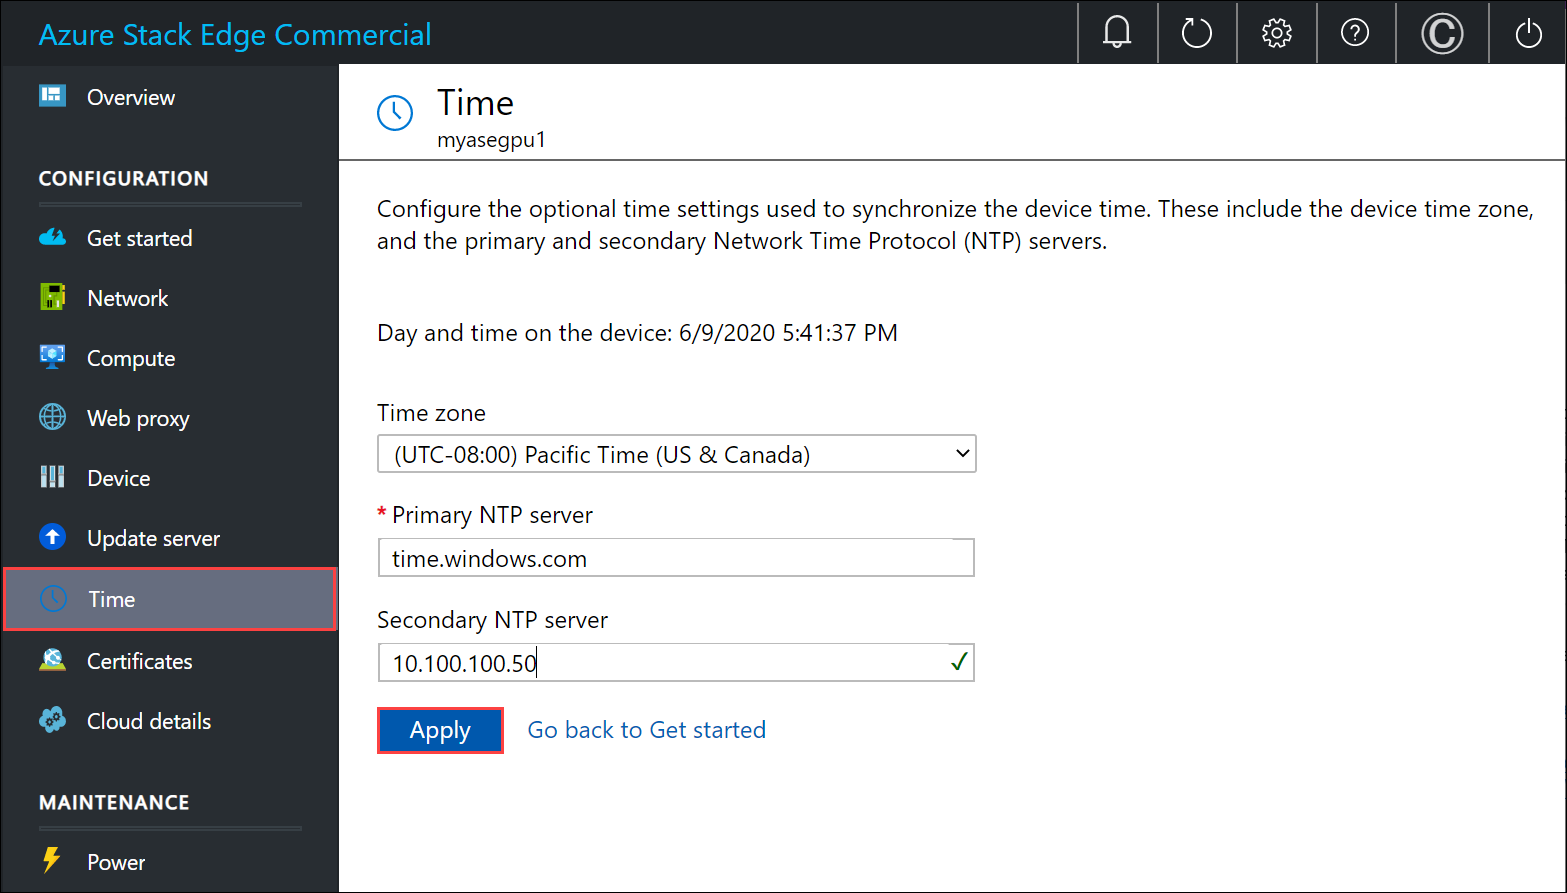 Azure Stack Edge Commercial
Overview
CONFIGURATION
Get started
Network
Compute
Web proxy
Device
Update server
Time
Certificates
Cloud details
MAINTENANCE
Power
Time
myasegpu1
Configure the optional time settings used to synchronize the device time. These include the device time zone,
and the primary and secondary Network Time Protocol (NTP) servers.
Day and time on the device: 6/9/2020 5:41:37 PM
Time zone
(UTC-08:00) Pacific Time (US & Canada)
* Primary NTP server
time.windows.com
Secondary NTP server
10.100.100.50
Apply
Go back to Get started